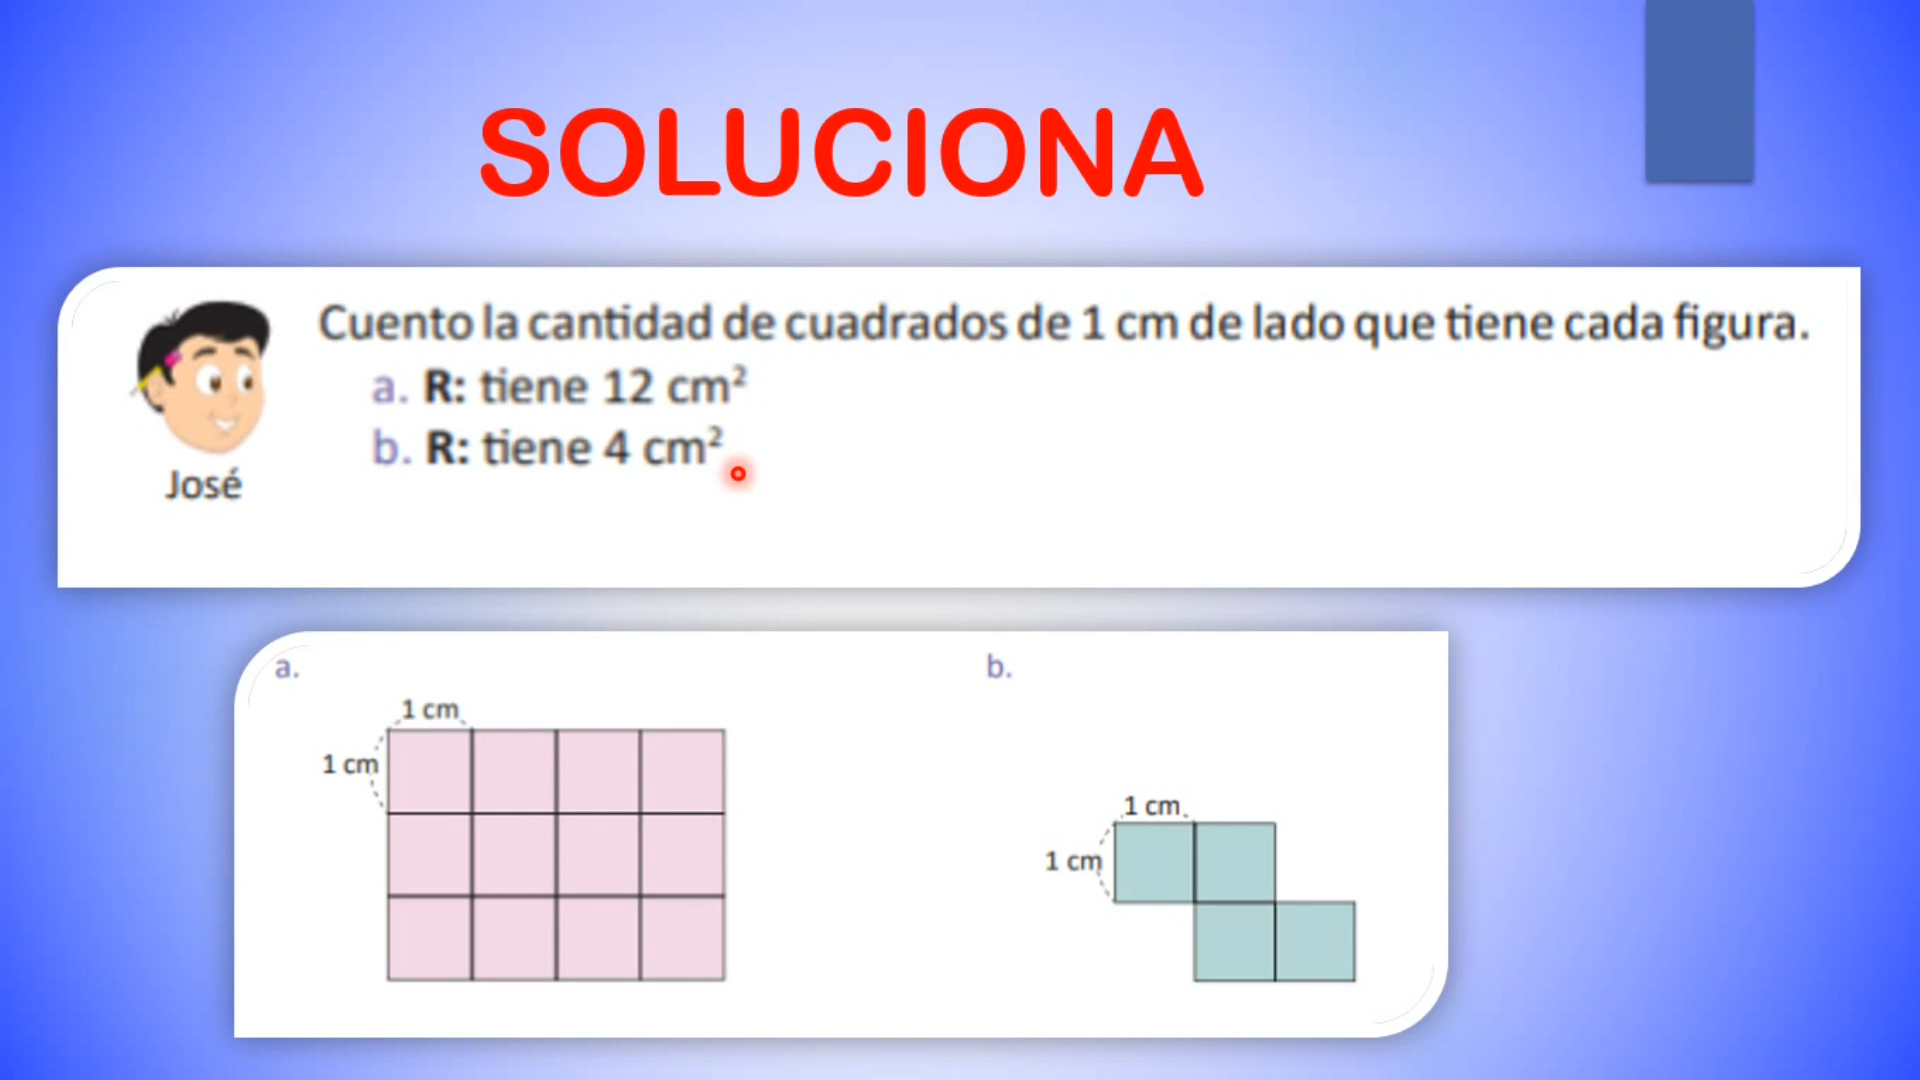 SOLUCIONA
Cuento la cantidad de cuadrados de 1 cm de lado que tiene cada figura.
a. R: tiene 12 cm²
b. R: tiene 4 cm²
José
a.
b.
1 cm
1 cm
1 cm
1 cm